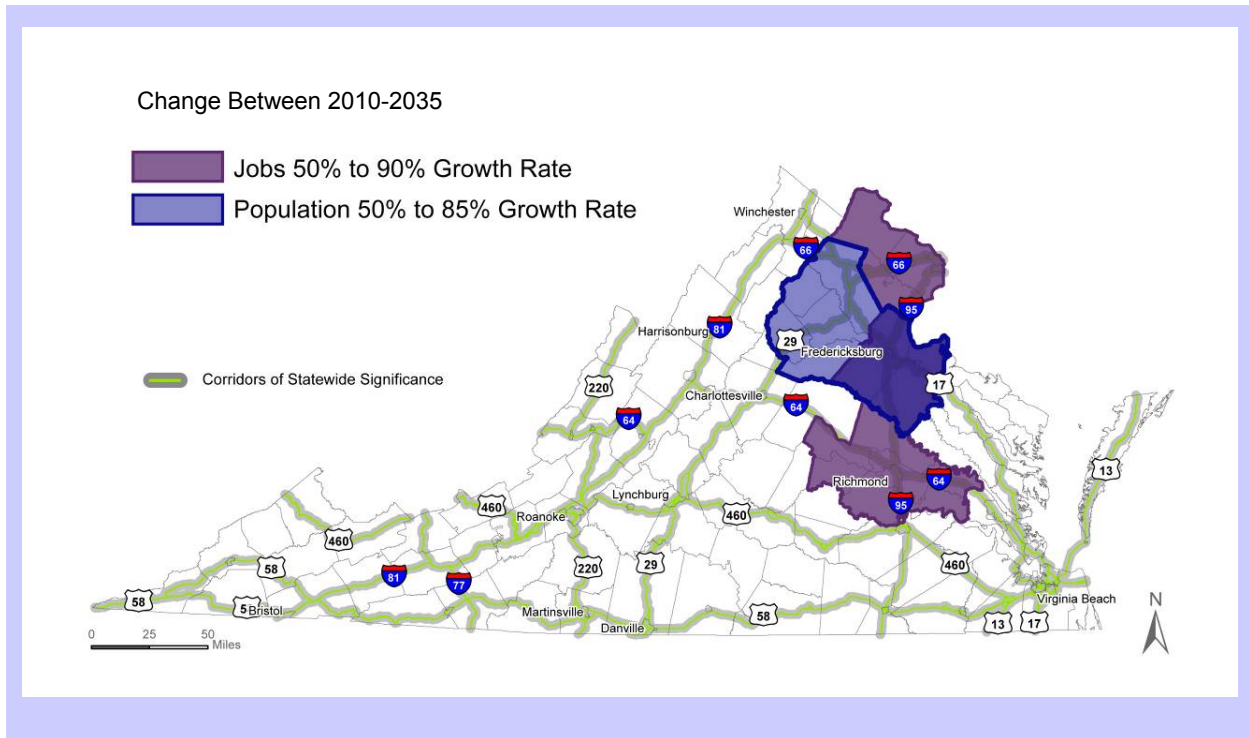 Change Between 2010-2035
Jobs 50% to 90% Growth Rate
Population 50% to 85% Growth Rate
Winchester
66
66
95
81
Harrisonburg
29
Fredericksburg
Corridors of Statewide Significance
220
17
Charlottesville
64
64
13
Richmond
64
Lynchburg
460
95
460
Roanoke
460
58
220
29
460
81
77
58
5
Bristol
Martinsville
58
Virginia Beach
N
Danville
13
17
0 25 50
Miles